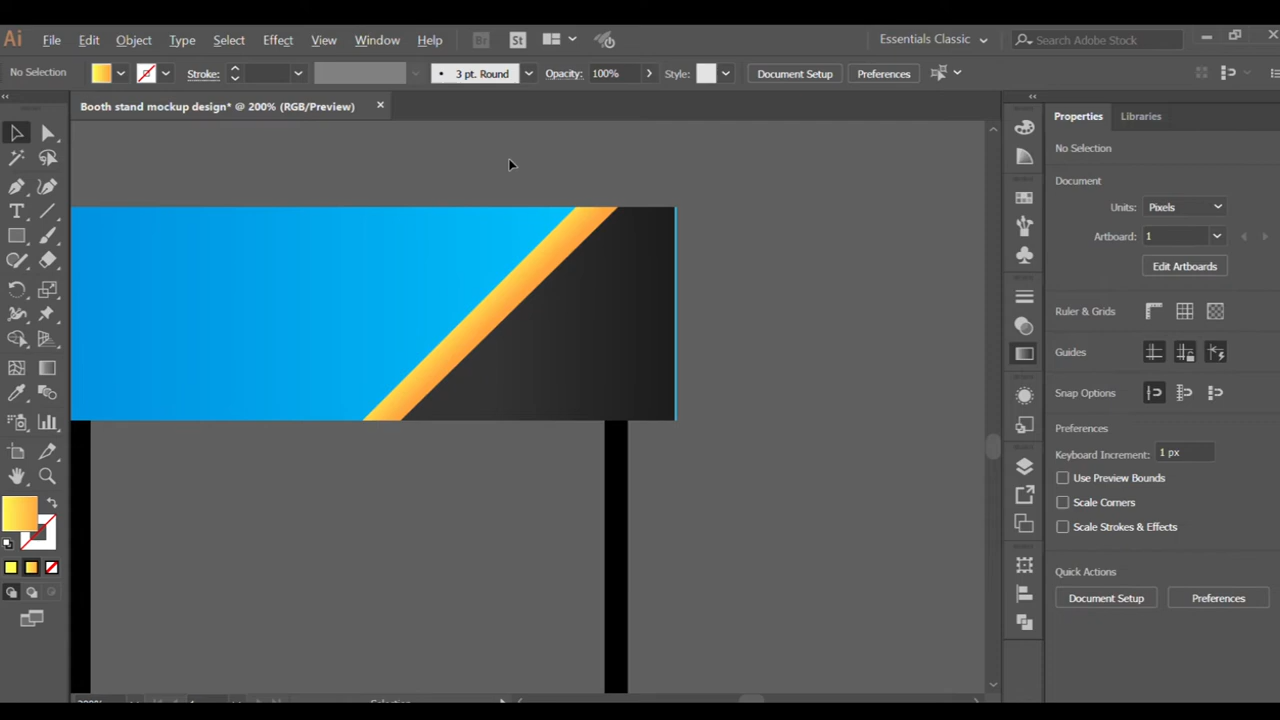 Ai File Edit Object Type Select Effect View Window Help Br St Essentials Classic Search Adobe Stock
No Selection Stroke: 3 pt. Round Opacity: 100% Style: Document Setup Preferences
Booth stand mockup design* @ 200% (RGB/Preview)
Properties Libraries
No Selection
Document
Units: Pixels
Artboard: 1
Edit Artboards
Ruler & Grids
Guides
Snap Options
Preferences
Keyboard Increment: 1 px
Use Preview Bounds
Scale Corners
Scale Strokes & Effects
Quick Actions
Document Setup Preferences